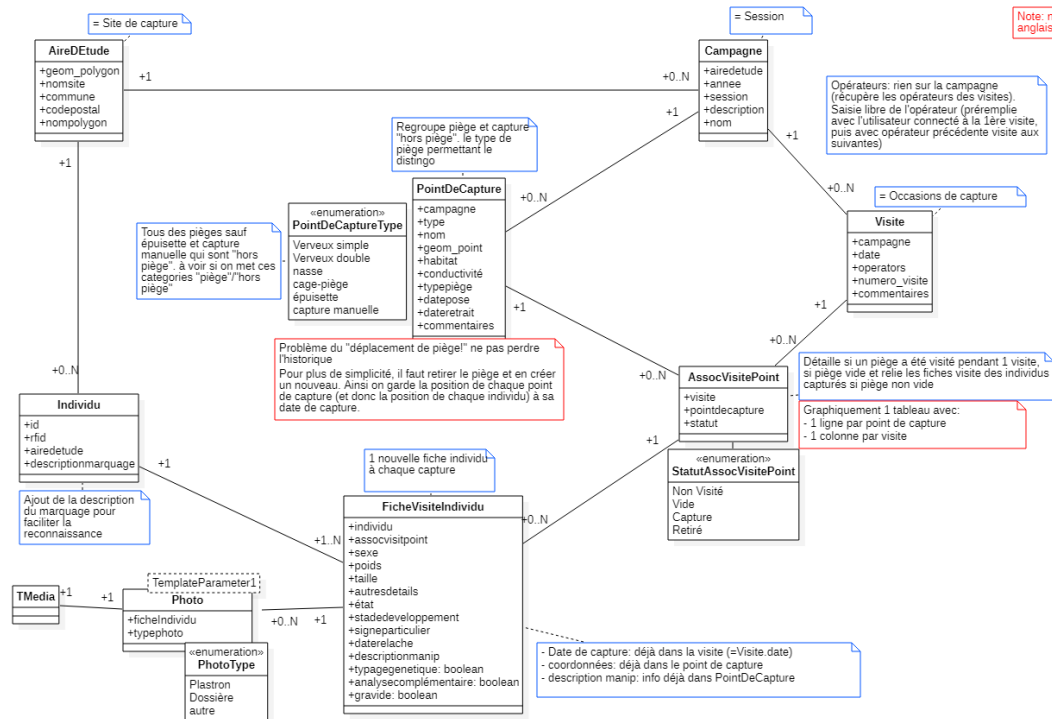 = Site de capture
= Session
Note: n
anglais
AireDEtude
+geom_polygon
+nomsite
+commune
+codepostal
+nompolygon
+1
+0..N
Campagne
+airedetude
+annee
+session
+description
+nom
Opérateurs: rien sur la campagne
(récupère les opérateurs des visites).
Saisie libre de l'opérateur (préremplie
avec l'utilisateur connecté à la 1ère visite,
puis avec opérateur précédente visite aux
suivantes)
+1
+1
+1
Regroupe piège et capture
"hors piège". le type de
piège permettant le
distingo
+0..N
+0..N
= Occasions de capture
PointDeCapture
+campagne
+type
+nom
+geom_point
+habitat
+conductivité
+typepiège
+datepose
+dateretrait
+commentaires
«enumeration»
PointDeCaptureType
Verveux simple
Verveux double
nasse
cage-piège
épuisette
capture manuelle
Tous des pièges sauf
épuisette et capture
manuelle qui sont "hors
piège". à voir si on met ces
catégories "piège"/"hors
piège"
Visite
+campagne
+date
+operators
+numero_visite
+commentaires
+1
+1
Problème du "déplacement de piège!" ne pas perdre
l'historique
Pour plus de simplicité, il faut retirer le piège et en créer
un nouveau. Ainsi on garde la position de chaque point
de capture (et donc la position de chaque individu) à sa
date de capture.
+0..N
+0..N
+0..N
Détaille si un piège a été visité pendant 1 visite,
si piège vide et relie les fiches visite des individus
capturés si piège non vide
AssocVisitePoint
+visite
+pointdecapture
+statut
Graphiquement 1 tableau avec:
- 1 ligne par point de capture
- 1 colonne par visite
Individu
+id
+rfid
+airedetude
+descriptionmarquage
+1
+1
1 nouvelle fiche individu
à chaque capture
«enumeration»
StatutAssocVisitePoint
Non Visité
Vide
Capture
Retiré
Ajout de la description
du marquage pour
faciliter la
reconnaissance
FicheVisiteIndividu
+individu
+assocvisitpoint
+sexe
+poids
+taille
+autresdetails
+état
+stadedeveloppement
+signeparticulier
+daterelache
+descriptionmanip
+typagegenetique: boolean
+analysecomplémentaire: boolean
+gravide: boolean
+0..N
+1..N
TemplateParameter1
TMedia
+1
+1
Photo
+ficheIndividu
+typephoto
+0..N
+1
«enumeration»
PhotoType
Plastron
Dossière
autre
- Date de capture: déjà dans la visite (=Visite.date)
- coordonnées: déjà dans le point de capture
- description manip: info déjà dans PointDeCapture